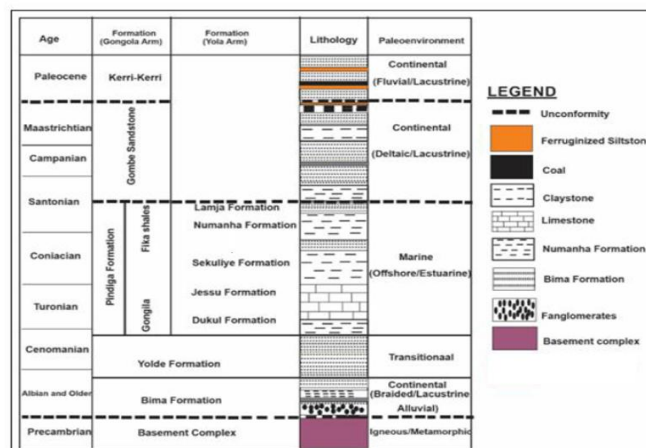 Age
Formation
(Gongola Arm)
Formation
(Yola Arm)
Lithology
Paleoenvironment
Paleocene
Kerri-Kerri
Continental
(Fluvial/Lacustrine)
Maastrichtian
Campanian
Gombe Sandstone
Continental
(Deltaic/Lacustrine)
Santonian
Coniacian
Turonian
Pindiga Formation
Fika shales
Gongila
Lamja Formation
Numanha Formation
Sekuliye Formation
Jessu Formation
Dukul Formation
Marine
(Offshore/Estuarine)
Cenomanian
Yolde Formation
Transitionaal
Albian and Older
Bima Formation
Continental
(Braided/Lacustrine
Alluvial)
Precambrian
Basement Complex
Igneous/Metamorphic
LEGEND
Unconformity
Ferruginized Siltston
Coal
Claystone
Limestone
Numanha Formation
Bima Formation
Fanglomerates
Basement complex